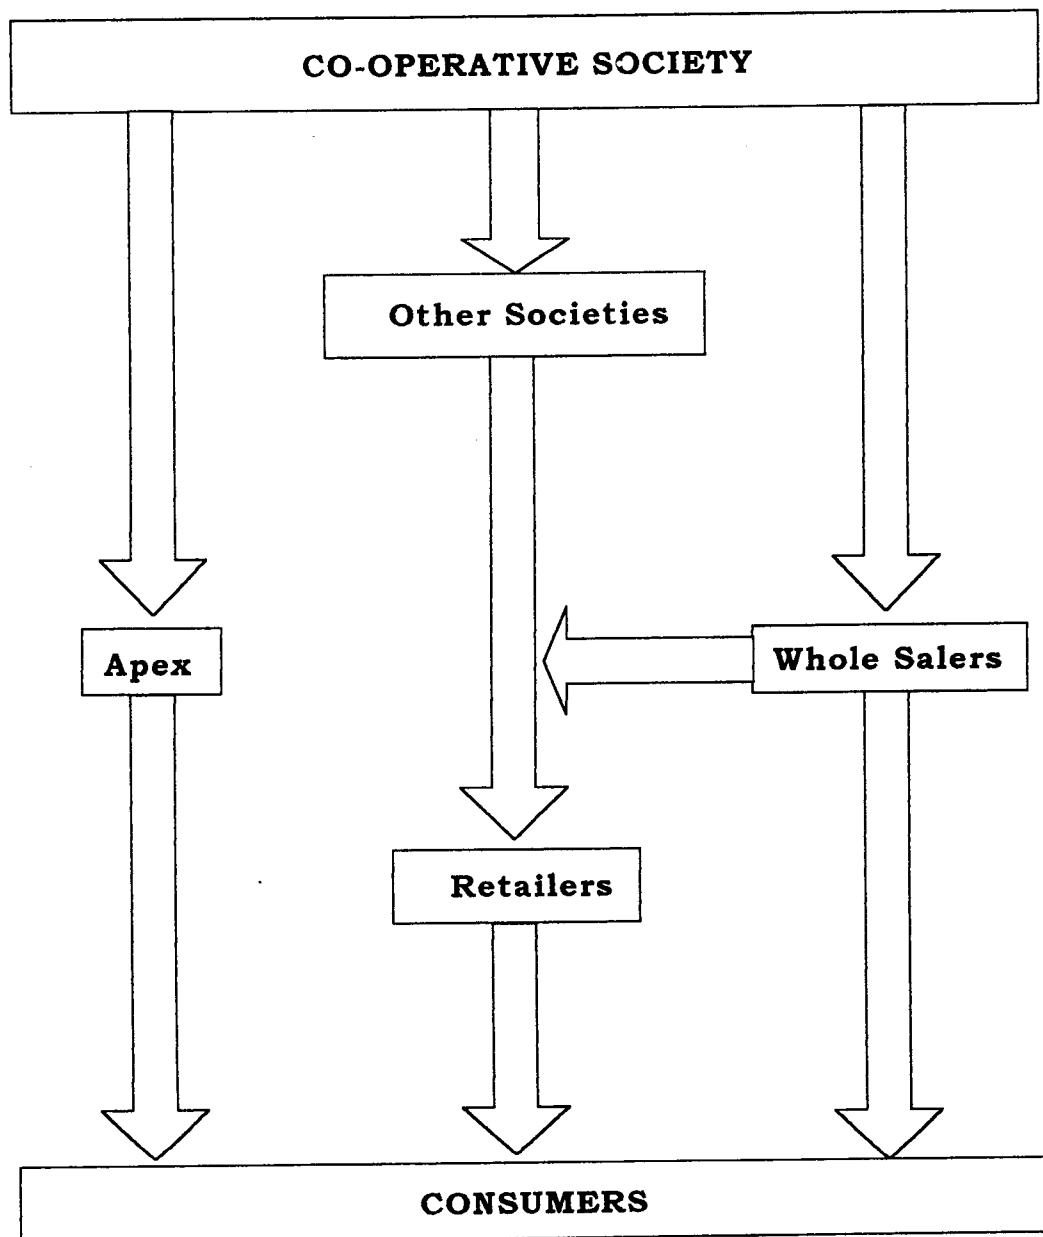 CO-OPERATIVE SOCIETY
Other Societies
Apex
Whole Salers
Retailers
CONSUMERS